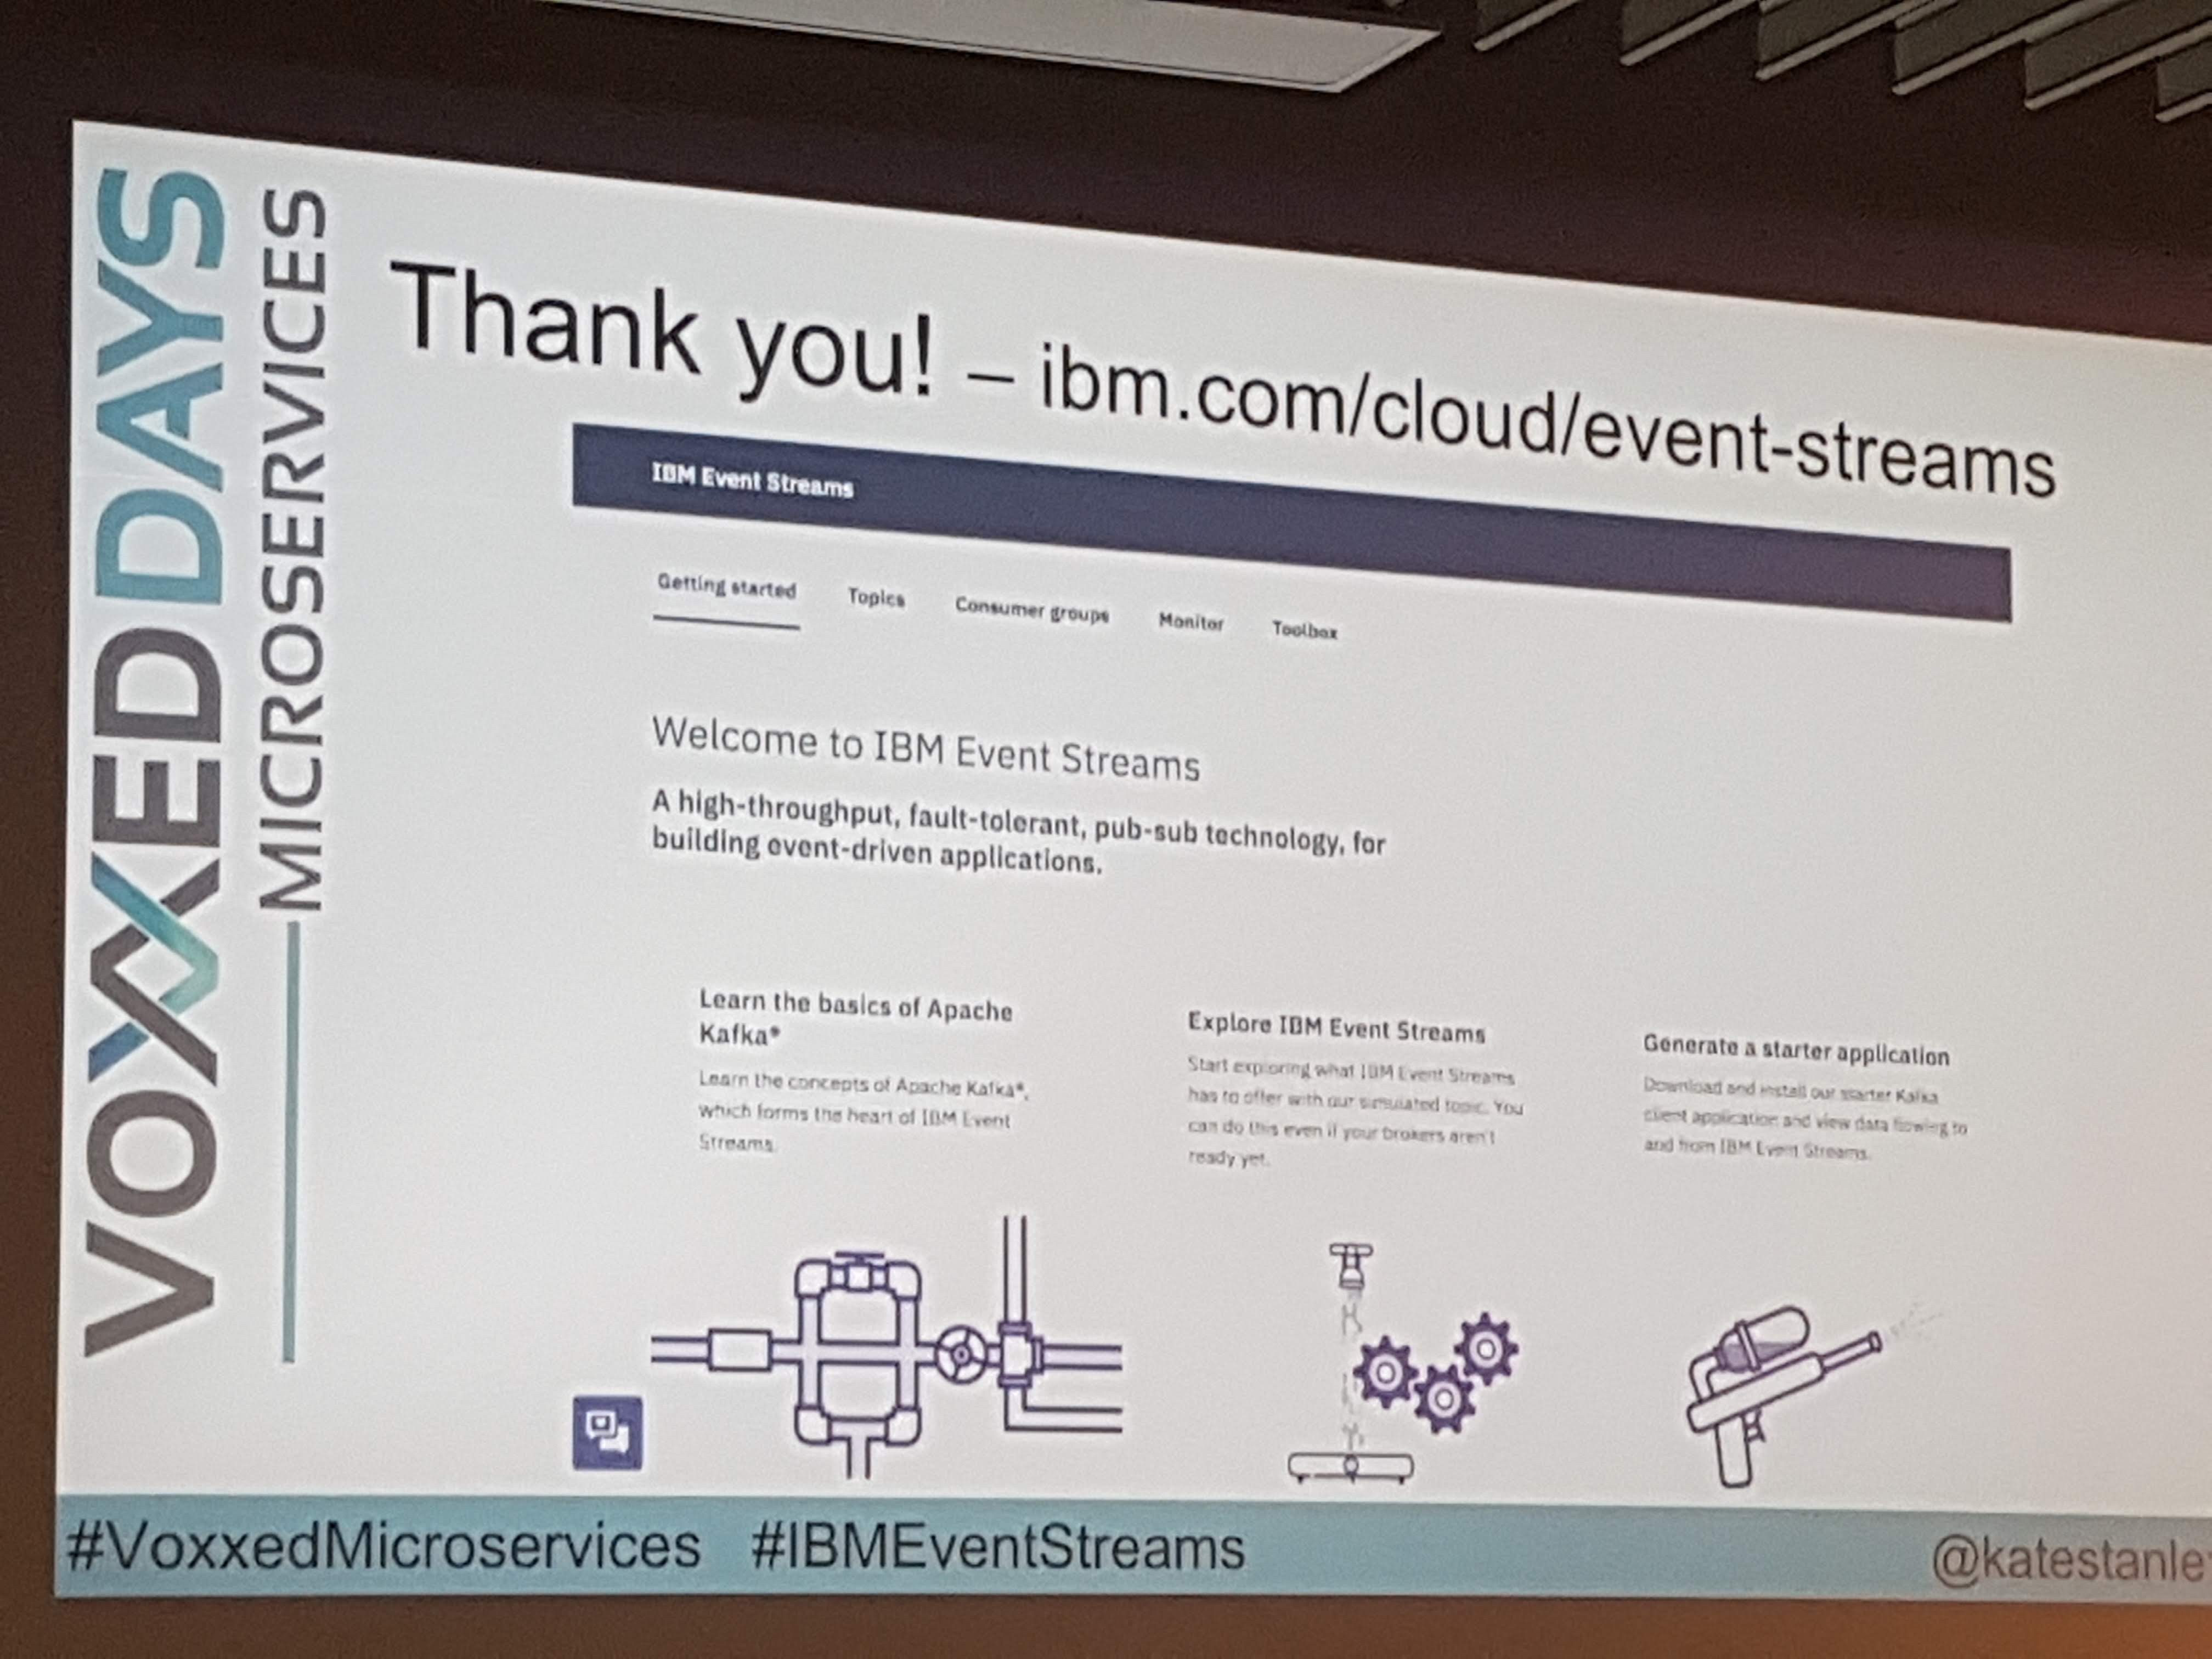 VOXXED DAYS
MICROSERVICES
Thank you! – ibm.com/cloud/event-streams
IBM Event Streams
Getting started
Topics
Consumer groups
Monitor
Toolbox
Welcome to IBM Event Streams
A high-throughput, fault-tolerant, pub-sub technology, for
building event-driven applications.
Learn the basics of Apache
Kafka®
Learn the concepts of Apache Kafka®,
which forms the heart of IBM Event
Streams.
Explore IBM Event Streams
Start exploring what IBM Event Streams
has to offer with our simulated topic. You
can do this even if your brokers aren't
ready yet.
Generate a starter application
Download and install our starter Kafka
client application and view data flowing to
and from IBM Event Streams.
#VoxxedMicroservices #IBMEventStreams
@katestanle